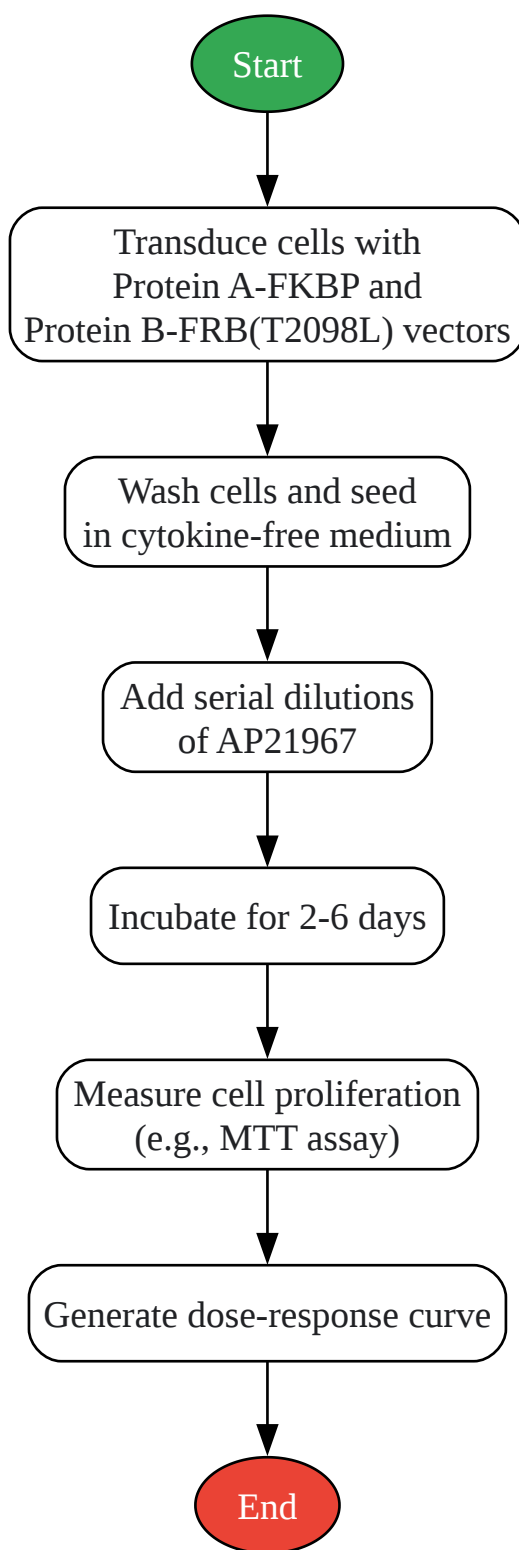 Start
Transduce cells with
Protein A-FKBP and
Protein B-FRB(T2098L) vectors
Wash cells and seed
in cytokine-free medium
Add serial dilutions
of AP21967
Incubate for 2-6 days
Measure cell proliferation
(e.g., MTT assay)
Generate dose-response curve
End